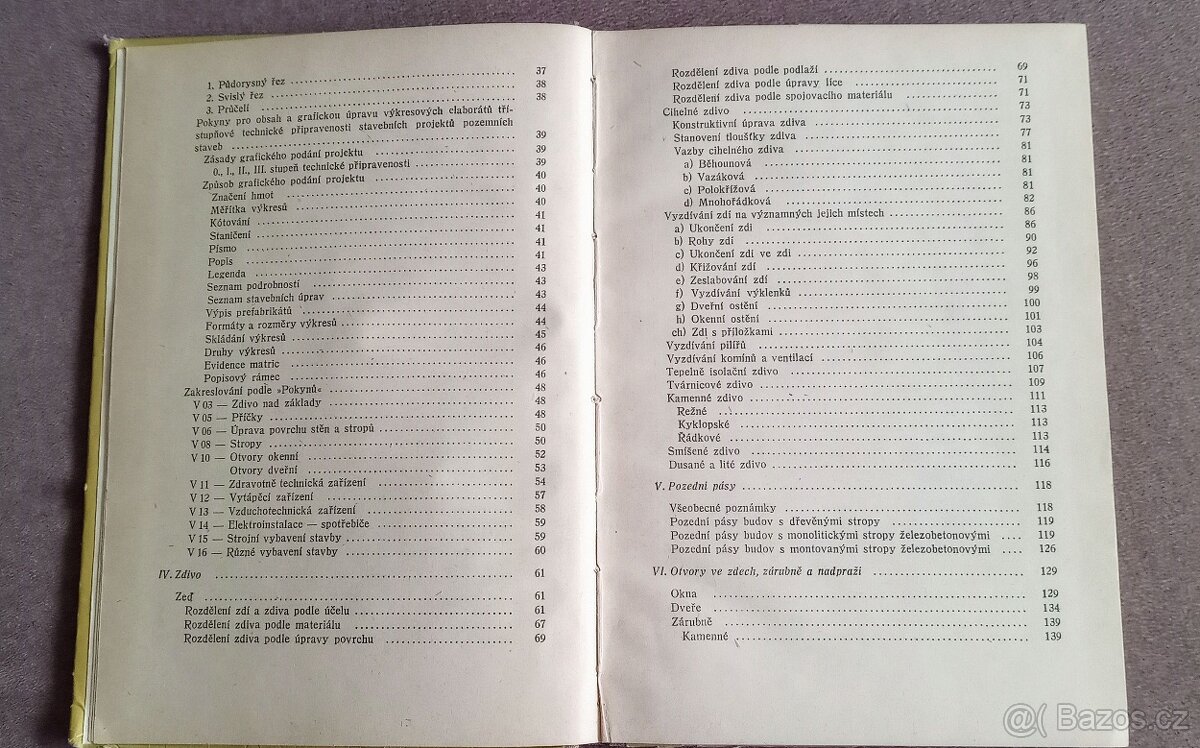 1. Půdorysný řez 37
2. Svislý řez 38
3. Průčelí 38
Pokyny pro obsah a grafickou úpravu výkresových elaborátů tří-
stupňové technické připravenosti stavebních projektů pozemních
staveb 39
Zásady grafického podání projektu 39
0., I., II., III. stupeň technické připravenosti 39
Způsob grafického podání projektu 40
Značení hmot 40
Měřítka výkresů 40
Kótování 41
Staničení 41
Písmo 41
Popis 41
Legenda 43
Seznam podrobností 43
Seznam stavebních úprav 43
Výpis prefabrikátů 44
Formáty a rozměry výkresů 44
Skládání výkresů 45
Druhy výkresů 46
Evidence matric 46
Popisový rámec 46
Zakreslování podle »Pokynů« 48
V 03 — Zdivo nad základy 48
V 05 — Příčky 48
V 06 — Úprava povrchu stěn a stropů 50
V 08 — Stropy 50
V 10 — Otvory okenní 52
Otvory dveřní 53
V 11 — Zdravotně technická zařízení 54
V 12 — Vytápěcí zařízení 57
V 13 — Vzduchotechnická zařízení 58
V 14 — Elektroinstalace — spotřebiče 59
V 15 — Strojní vybavení stavby 59
V 16 — Různé vybavení stavby 60
IV. Zdivo 61
Zeď 61
Rozdělení zdí a zdiva podle účelu 61
Rozdělení zdiva podle materiálu 67
Rozdělení zdiva podle úpravy povrchu 69
Rozdělení zdiva podle podlaží 69
Rozdělení zdiva podle úpravy líce 71
Rozdělení zdiva podle spojovacího materiálu 71
Cihelné zdivo 73
Konstruktivní úprava zdiva 73
Stanovení tloušťky zdiva 77
Vazby cihelného zdiva 81
a) Běhounová 81
b) Vazáková 81
c) Polokřížová 81
d) Mnohořádková 82
Vyzdívání zdí na významných jejich místech 86
a) Ukončení zdi 86
b) Rohy zdí 90
c) Ukončení zdi ve zdi 92
d) Křižování zdí 96
e) Zeslabování zdí 98
f) Vyzdívání výklenků 99
g) Dveřní ostění 100
h) Okenní ostění 101
ch) Zdi s přiložkami 103
Vyzdívání pilířů 104
Vyzdívání komínů a ventilací 106
Tepelně isolační zdivo 107
Tvárnicové zdivo 109
Kamenné zdivo 111
Režné 113
Kyklopské 113
Řádkové 113
Smíšené zdivo 114
Dusané a lité zdivo 116
V. Pozední pásy 118
Všeobecné poznámky 118
Pozední pásy budov s dřevěnými stropy 119
Pozední pásy budov s monolitickými stropy železobetonovými 119
Pozední pásy budov s montovanými stropy železobetonovými 126
VI. Otvory ve zdech, zárubně a nadpraží 129
Okna 129
Dveře 134
Zárubně 139
Kamenné 139
@( Bazos.cz